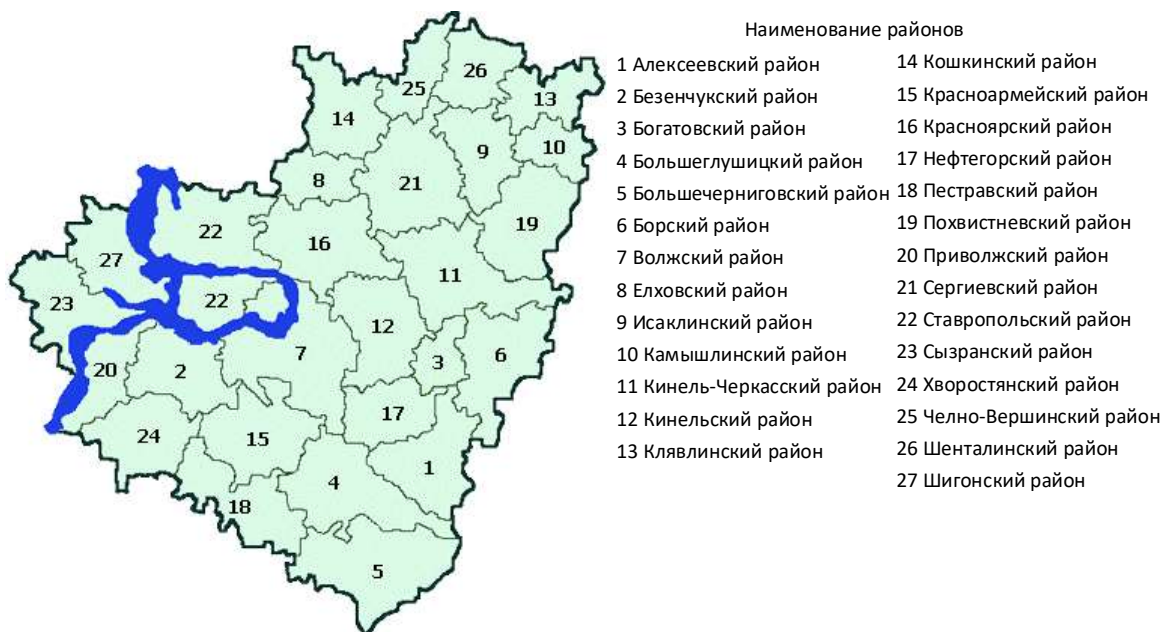 Наименование районов
1 Алексеевский район
2 Безенчукский район
3 Богатовский район
4 Большеглушицкий район
5 Большечерниговский район
6 Борский район
7 Волжский район
8 Елховский район
9 Исаклинский район
10 Камышлинский район
11 Кинель-Черкасский район
12 Кинельский район
13 Клявлинский район
14 Кошкинский район
15 Красноармейский район
16 Красноярский район
17 Нефтегорский район
18 Пестравский район
19 Похвистневский район
20 Приволжский район
21 Сергиевский район
22 Ставропольский район
23 Сызранский район
24 Хворостянский район
25 Челно-Вершинский район
26 Шенталинский район
27 Шигонский район
26
25
13
14
10
9
8
21
19
22
16
27
11
22
23
12
7
3
6
20
2
17
24
15
1
4
18
5